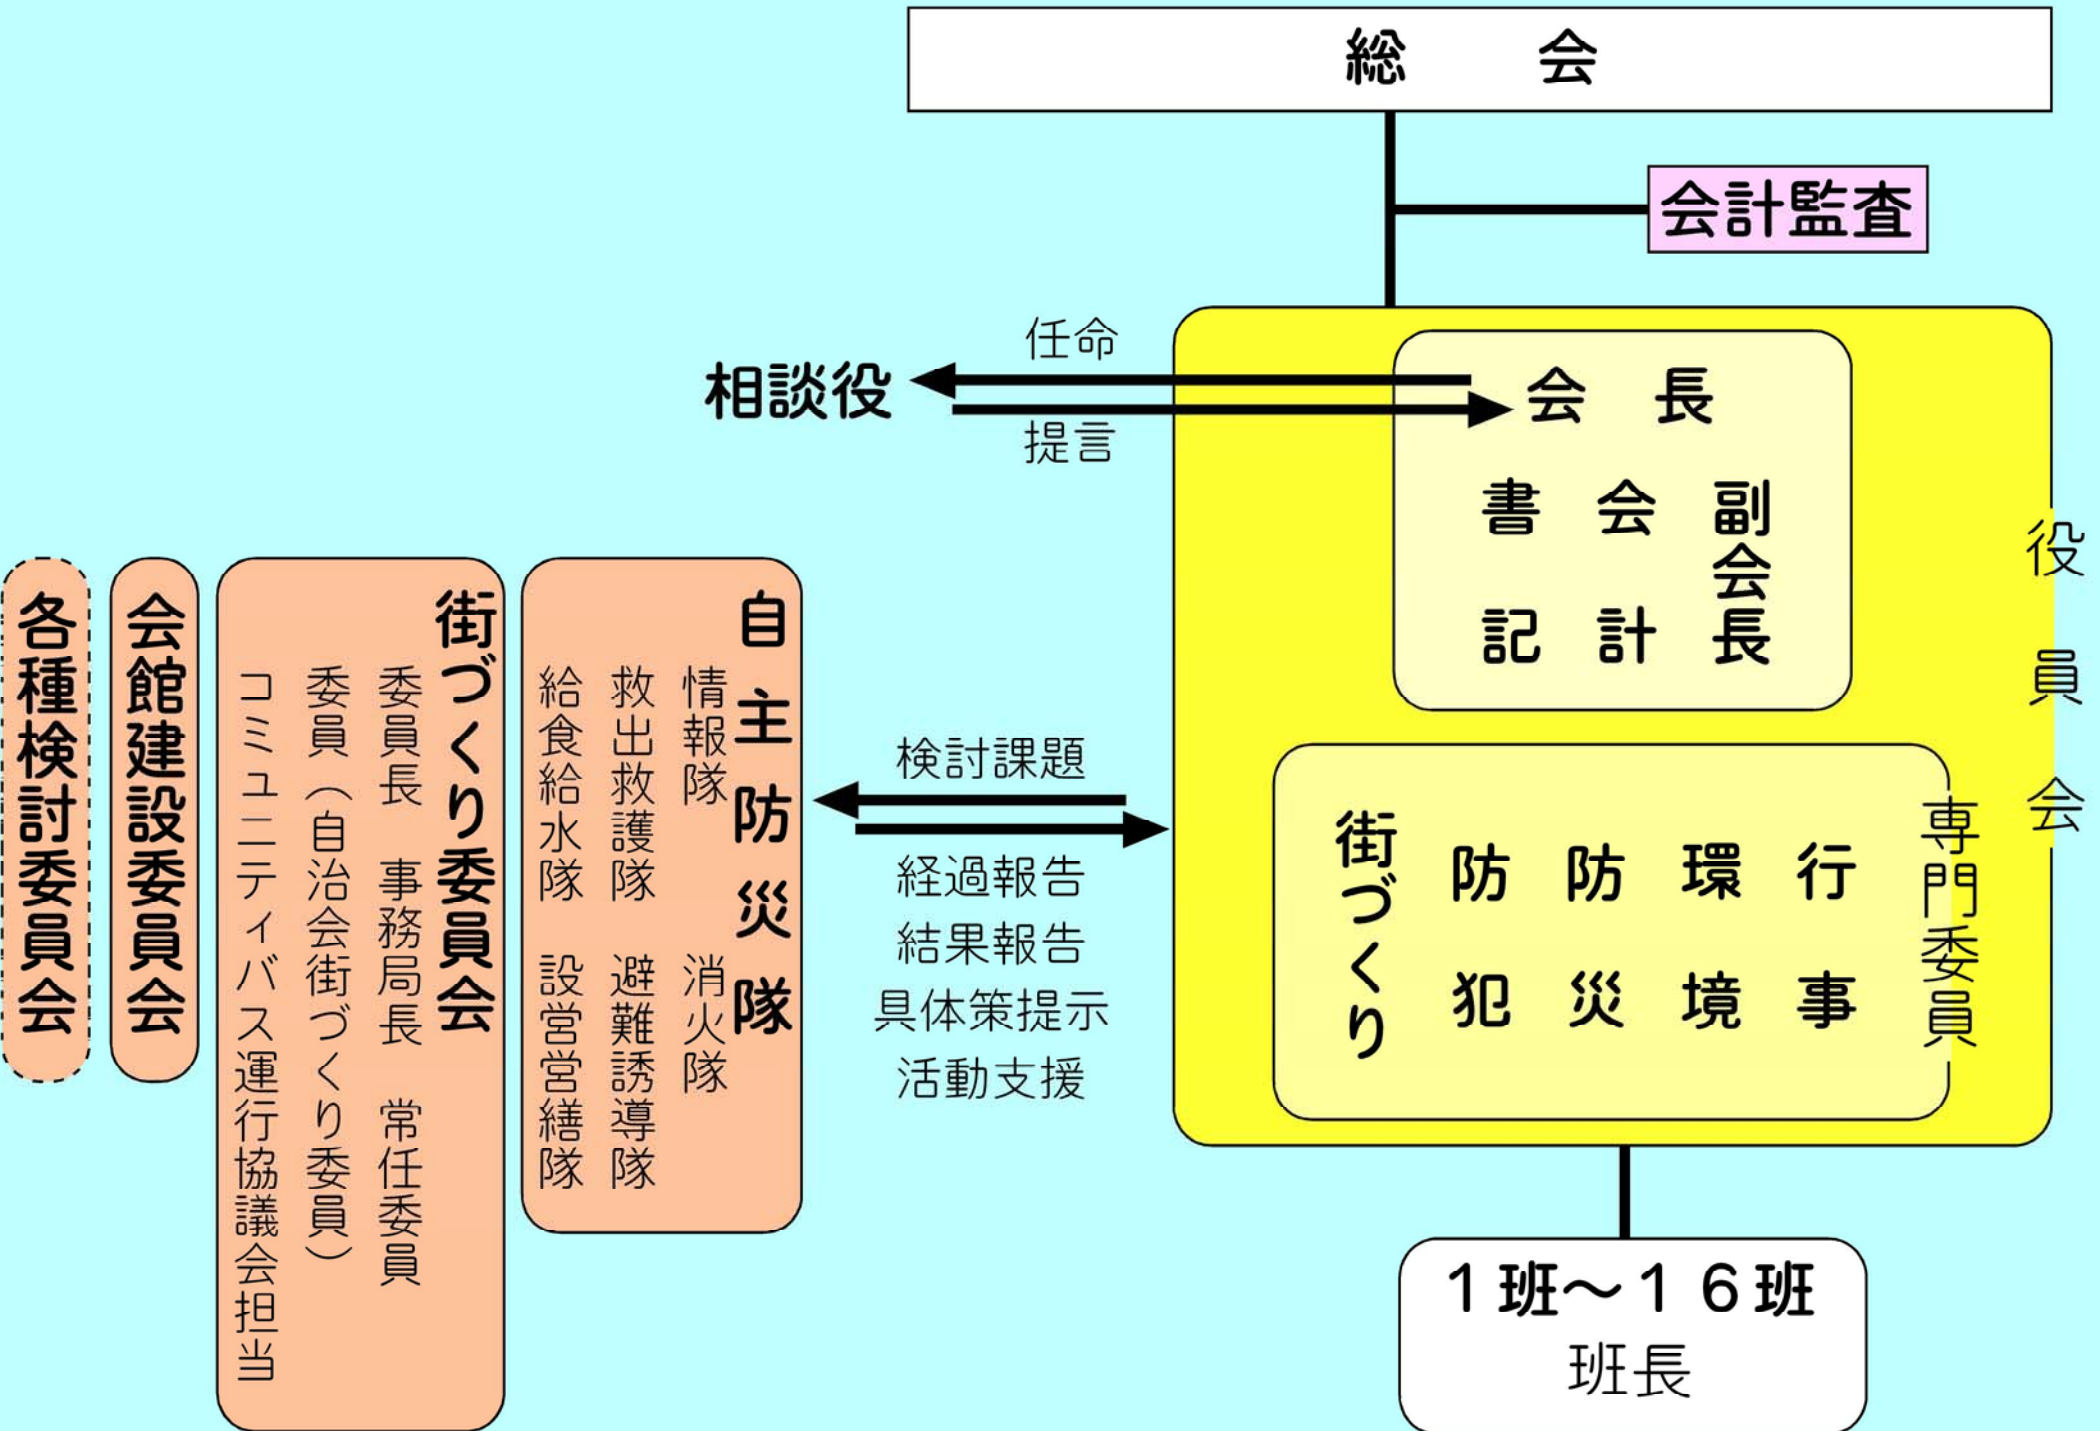 総会
会計監査
任命
相談役
提言
会長
副会長
会計
書記
役員会
専門委員
行事
環境
防災
防犯
街づくり
検討課題
経過報告
結果報告
具体策提示
活動支援
自主防災隊
情報隊 消火隊
救出救護隊 避難誘導隊
給食給水隊 設営営繕隊
街づくり委員会
委員長 事務局長 常任委員
委員(自治会街づくり委員)
コミュニティバス運行協議会担当
会館建設委員会
各種検討委員会
1班～16班
班長